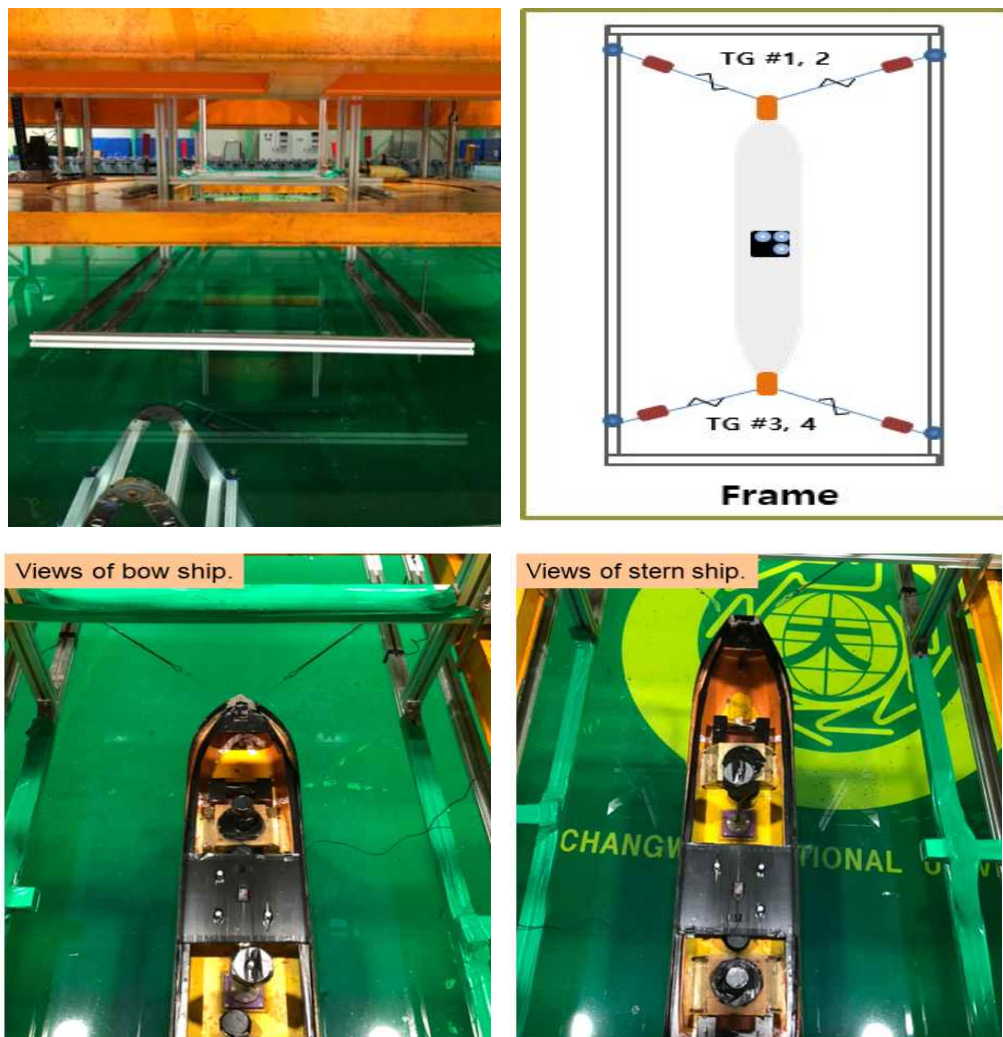 TG #1, 2
TG #3, 4
Frame
Views of bow ship.
Views of stern ship.
CHANGW
TIONAL